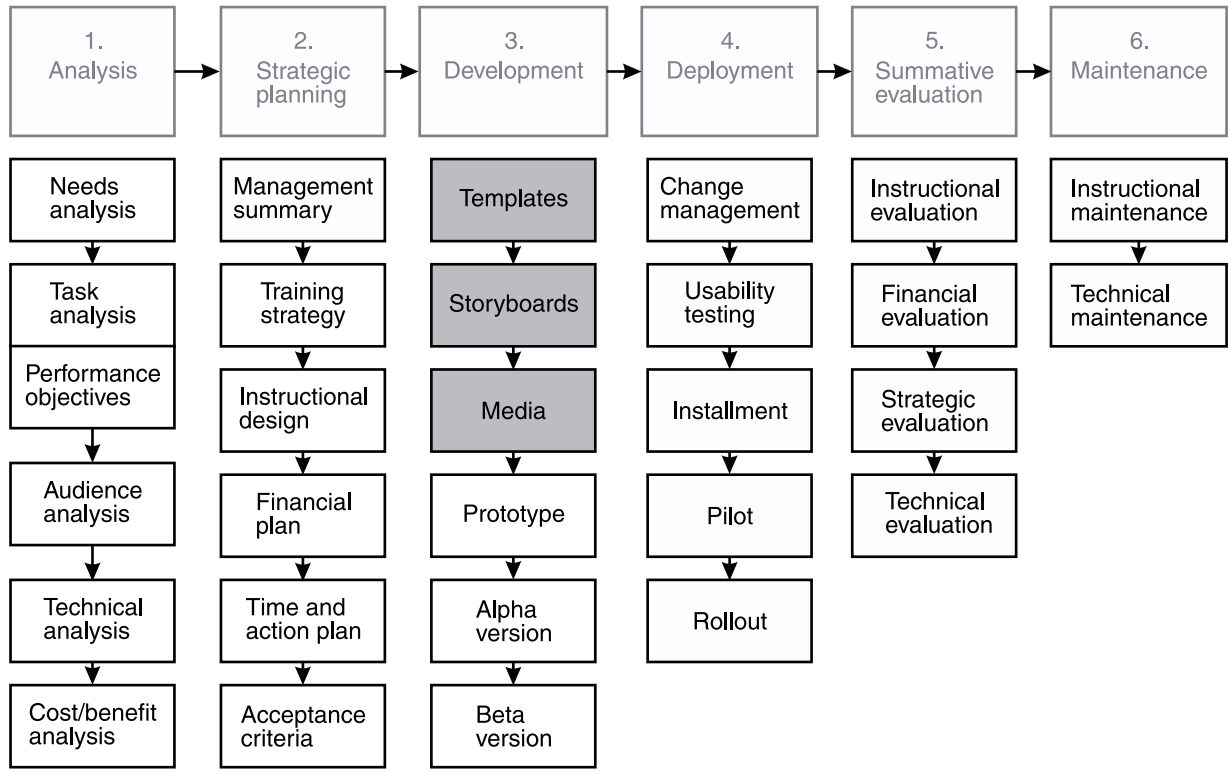 1.
Analysis
2.
Strategic
planning
3.
Development
4.
Deployment
5.
Summative
evaluation
6.
Maintenance
Needs
analysis
Task
analysis
Performance
objectives
Audience
analysis
Technical
analysis
Cost/benefit
analysis
Management
summary
Training
strategy
Instructional
design
Financial
plan
Time and
action plan
Acceptance
criteria
Templates
Storyboards
Media
Prototype
Alpha
version
Beta
version
Change
management
Usability
testing
Installment
Pilot
Rollout
Instructional
evaluation
Financial
evaluation
Strategic
evaluation
Technical
evaluation
Instructional
maintenance
Technical
maintenance